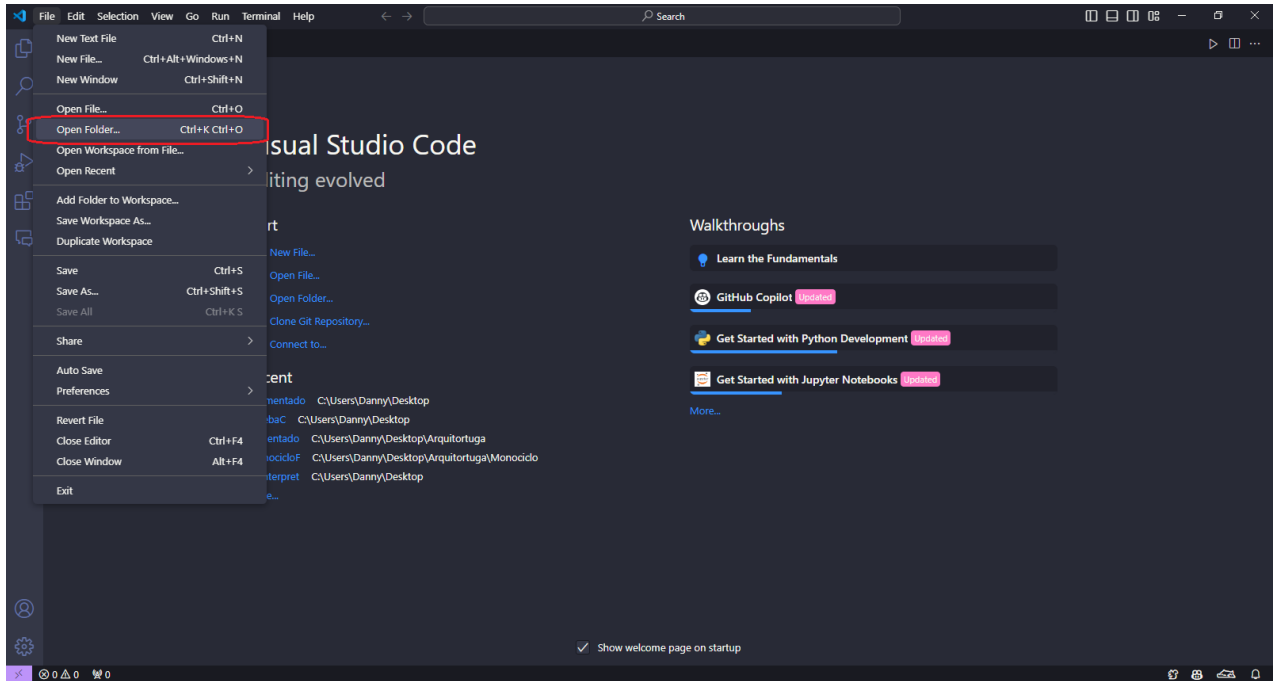 File Edit Selection View Go Run Terminal Help
Search
New Text File Ctrl+N
New File... Ctrl+Alt+Windows+N
New Window Ctrl+Shift+N
Open File... Ctrl+O
Open Folder... Ctrl+K Ctrl+O
Open Workspace from File...
Open Recent
Add Folder to Workspace...
Save Workspace As...
Duplicate Workspace
Save Ctrl+S
Save As... Ctrl+Shift+S
Save All Ctrl+K S
Share
Auto Save
Preferences
Revert File
Close Editor Ctrl+F4
Close Window Alt+F4
Exit
isual Studio Code
liting evolved
rt
New File...
Open File...
Open Folder...
Clone Git Repository...
Connect to...
cent
mentado C:\Users\Danny\Desktop
baC C:\Users\Danny\Desktop
entado C:\Users\Danny\Desktop\Arquitortuga
nocicloF C:\Users\Danny\Desktop\Arquitortuga\Monociclo
terpret C:\Users\Danny\Desktop
e...
Walkthroughs
Learn the Fundamentals
GitHub Copilot Updated
Get Started with Python Development Updated
Get Started with Jupyter Notebooks Updated
More...
Show welcome page on startup
0 0 0